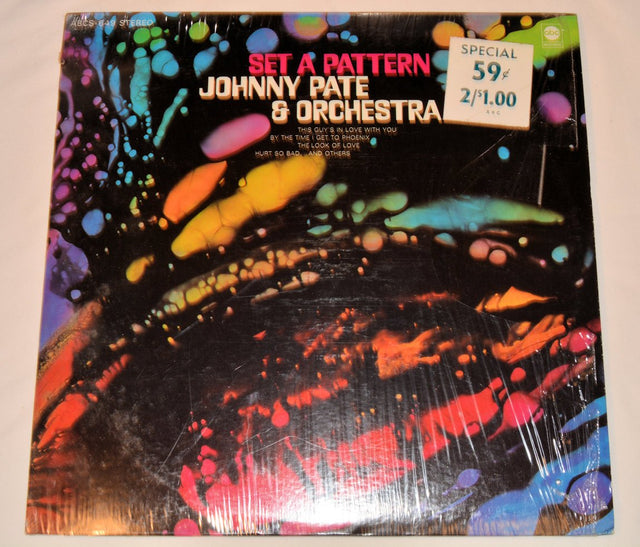 ABCS-649 STEREO
abc
SET A PATTERN
JOHNNY PATE
& ORCHESTRA
THIS GUY'S IN LOVE WITH YOU
BY THE TIME I GET TO PHOENIX
THE LOOK OF LOVE
HURT SO BAD...AND OTHERS
SPECIAL
59¢
2/$1.00